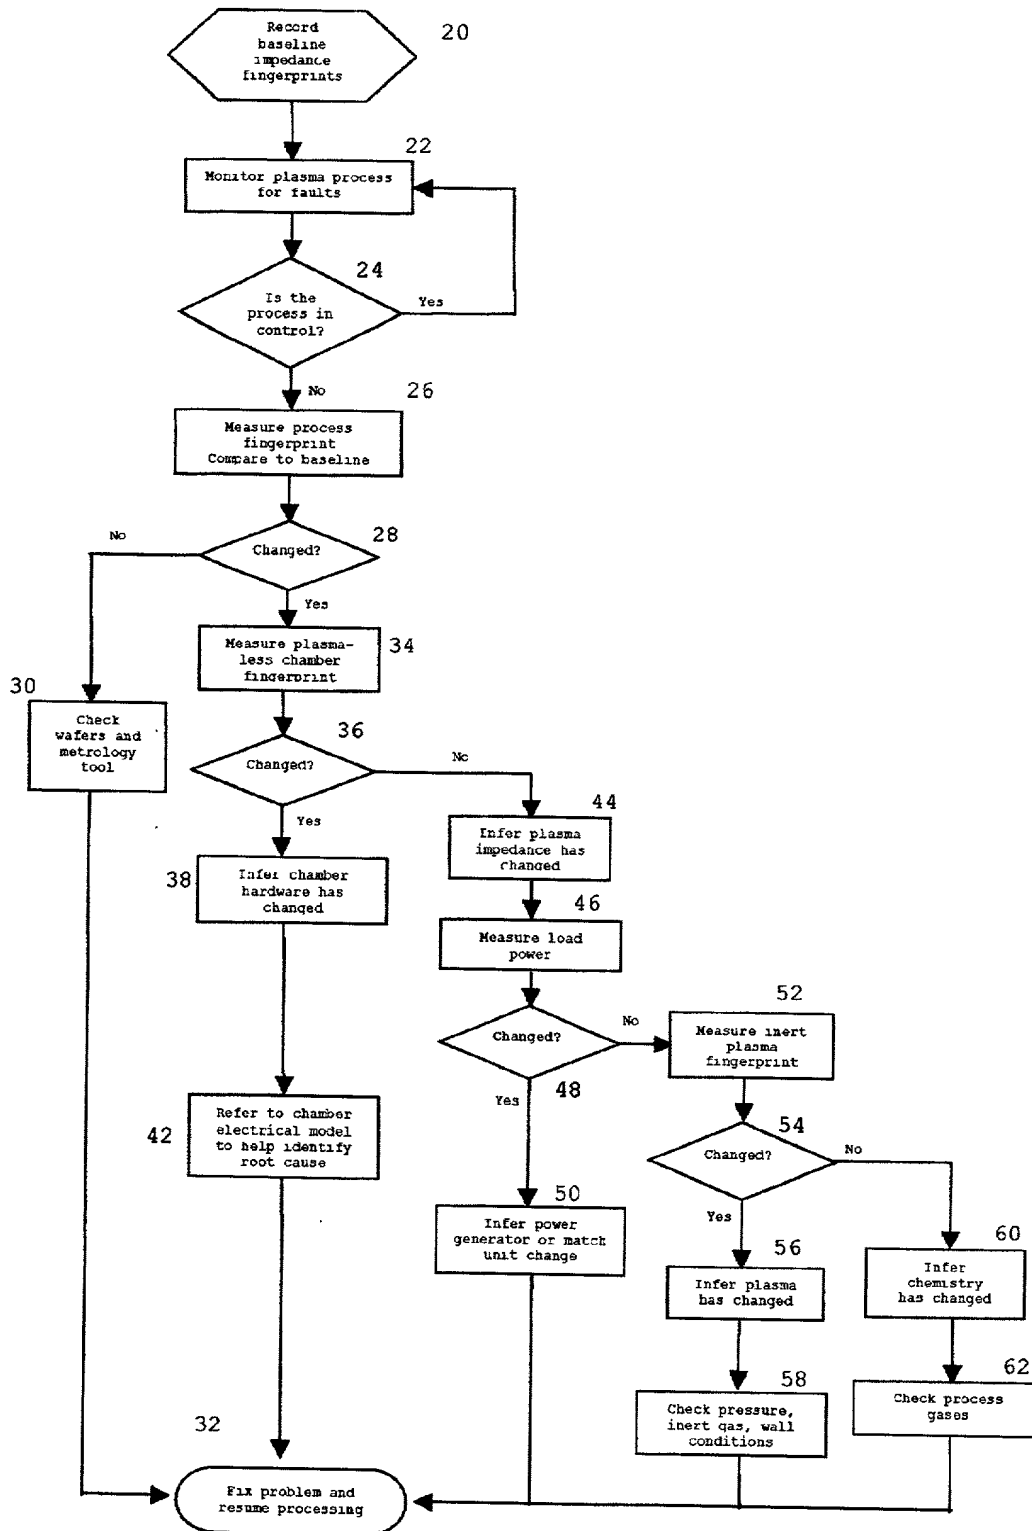 Record
baseline
impedance
fingerprints
20
22
Monitor plasma process
for faults
24
Is the
process in
control?
Yes
No
26
Measure process
fingerprint
Compare to baseline
No
28
Changed?
Yes
Measure plasma-
less chamber
fingerprint
34
30
Check
wafers and
metrology
tool
36
Changed?
No
Yes
44
Infer plasma
impedance has
changed
38
Infer chamber
hardware has
changed
46
Measure load
power
52
Changed?
No
Measure inert
plasma
fingerprint
48
Yes
42
Refer to chamber
electrical model
to help identify
root cause
54
Changed?
No
Yes
50
Infer power
generator or match
unit change
56
Infer plasma
has changed
60
Infer
chemistry
has changed
58
Check pressure,
inert gas, wall
conditions
62
Check process
gases
32
Fix problem and
resume processing